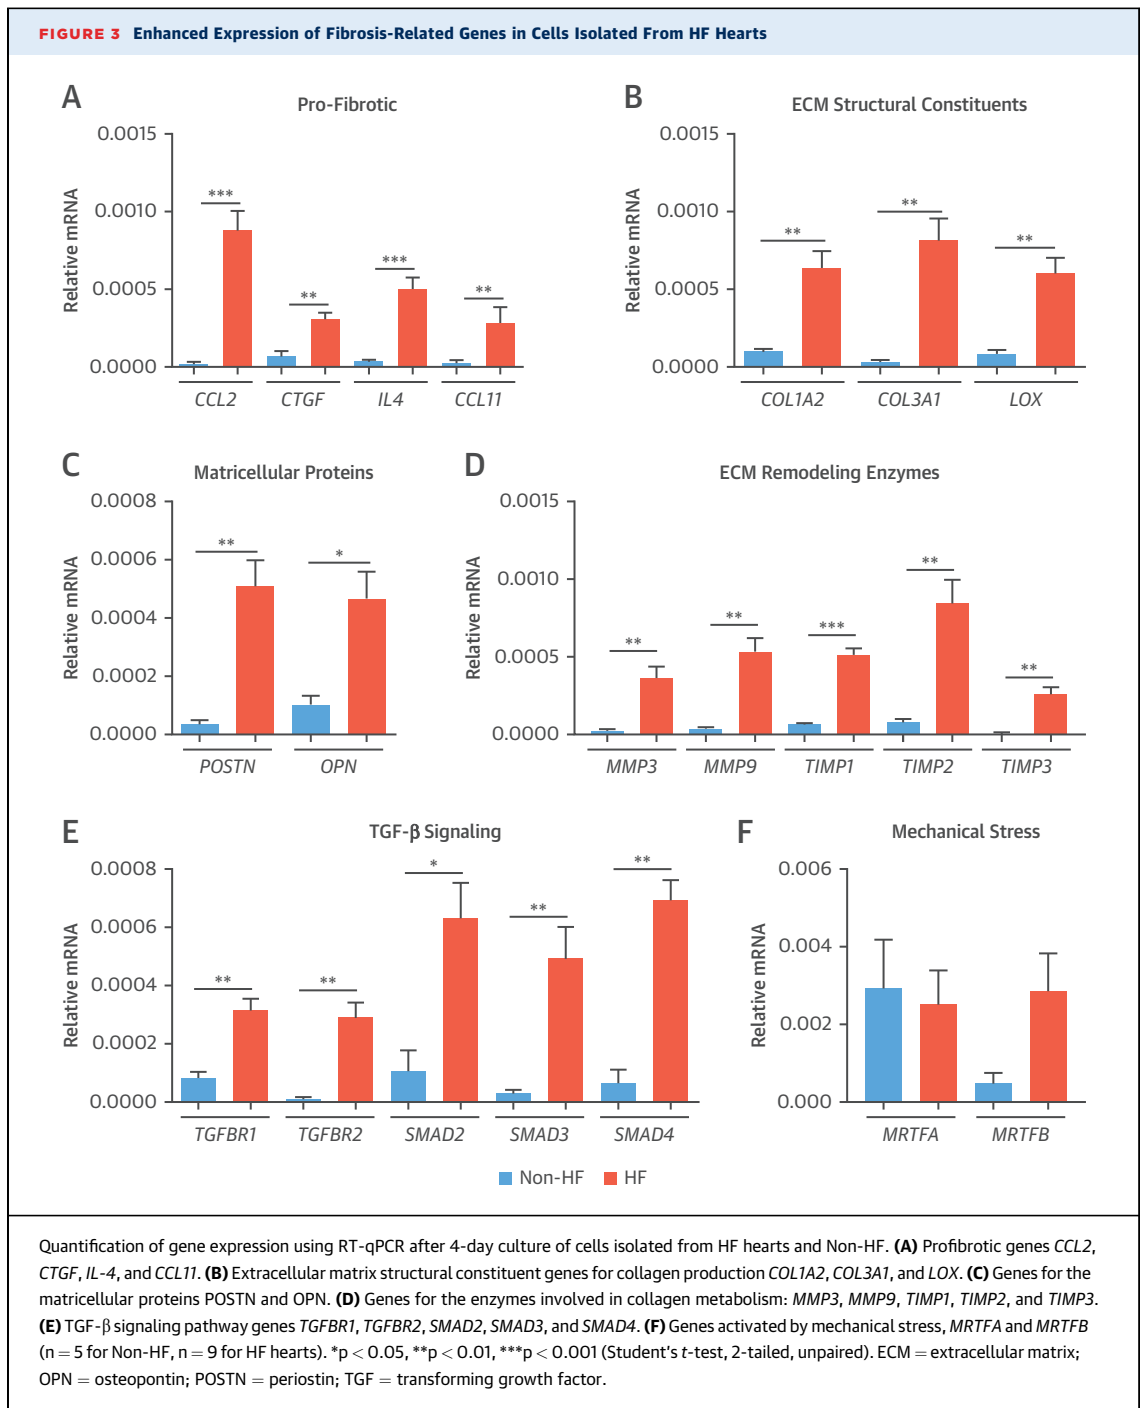 FIGURE 3 Enhanced Expression of Fibrosis-Related Genes in Cells Isolated From HF Hearts
A
Pro-Fibrotic
Relative mRNA
0.0015
0.0010
0.0005
0.0000
***
**
***
**
CCL2 CTGF IL4 CCL11
B
ECM Structural Constituents
Relative mRNA
0.0015
0.0010
0.0005
0.0000
**
**
**
COL1A2 COL3A1 LOX
C
Matricellular Proteins
Relative mRNA
0.0008
0.0006
0.0004
0.0002
0.0000
**
*
POSTN OPN
D
ECM Remodeling Enzymes
Relative mRNA
0.0015
0.0010
0.0005
0.0000
**
**
***
**
**
MMP3 MMP9 TIMP1 TIMP2 TIMP3
E
TGF-β Signaling
Relative mRNA
0.0008
0.0006
0.0004
0.0002
0.0000
**
**
*
**
**
TGFBR1 TGFBR2 SMAD2 SMAD3 SMAD4
F
Mechanical Stress
Relative mRNA
0.006
0.004
0.002
0.000
MRTFA MRTFB
Non-HF HF
Quantification of gene expression using RT-qPCR after 4-day culture of cells isolated from HF hearts and Non-HF. (A) Profibrotic genes CCL2,
CTGF, IL-4, and CCL11. (B) Extracellular matrix structural constituent genes for collagen production COL1A2, COL3A1, and LOX. (C) Genes for the
matricellular proteins POSTN and OPN. (D) Genes for the enzymes involved in collagen metabolism: MMP3, MMP9, TIMP1, TIMP2, and TIMP3.
(E) TGF-β signaling pathway genes TGFBR1, TGFBR2, SMAD2, SMAD3, and SMAD4. (F) Genes activated by mechanical stress, MRTFA and MRTFB
(n = 5 for Non-HF, n = 9 for HF hearts). *p < 0.05, **p < 0.01, ***p < 0.001 (Student's t-test, 2-tailed, unpaired). ECM = extracellular matrix;
OPN = osteopontin; POSTN = periostin; TGF = transforming growth factor.